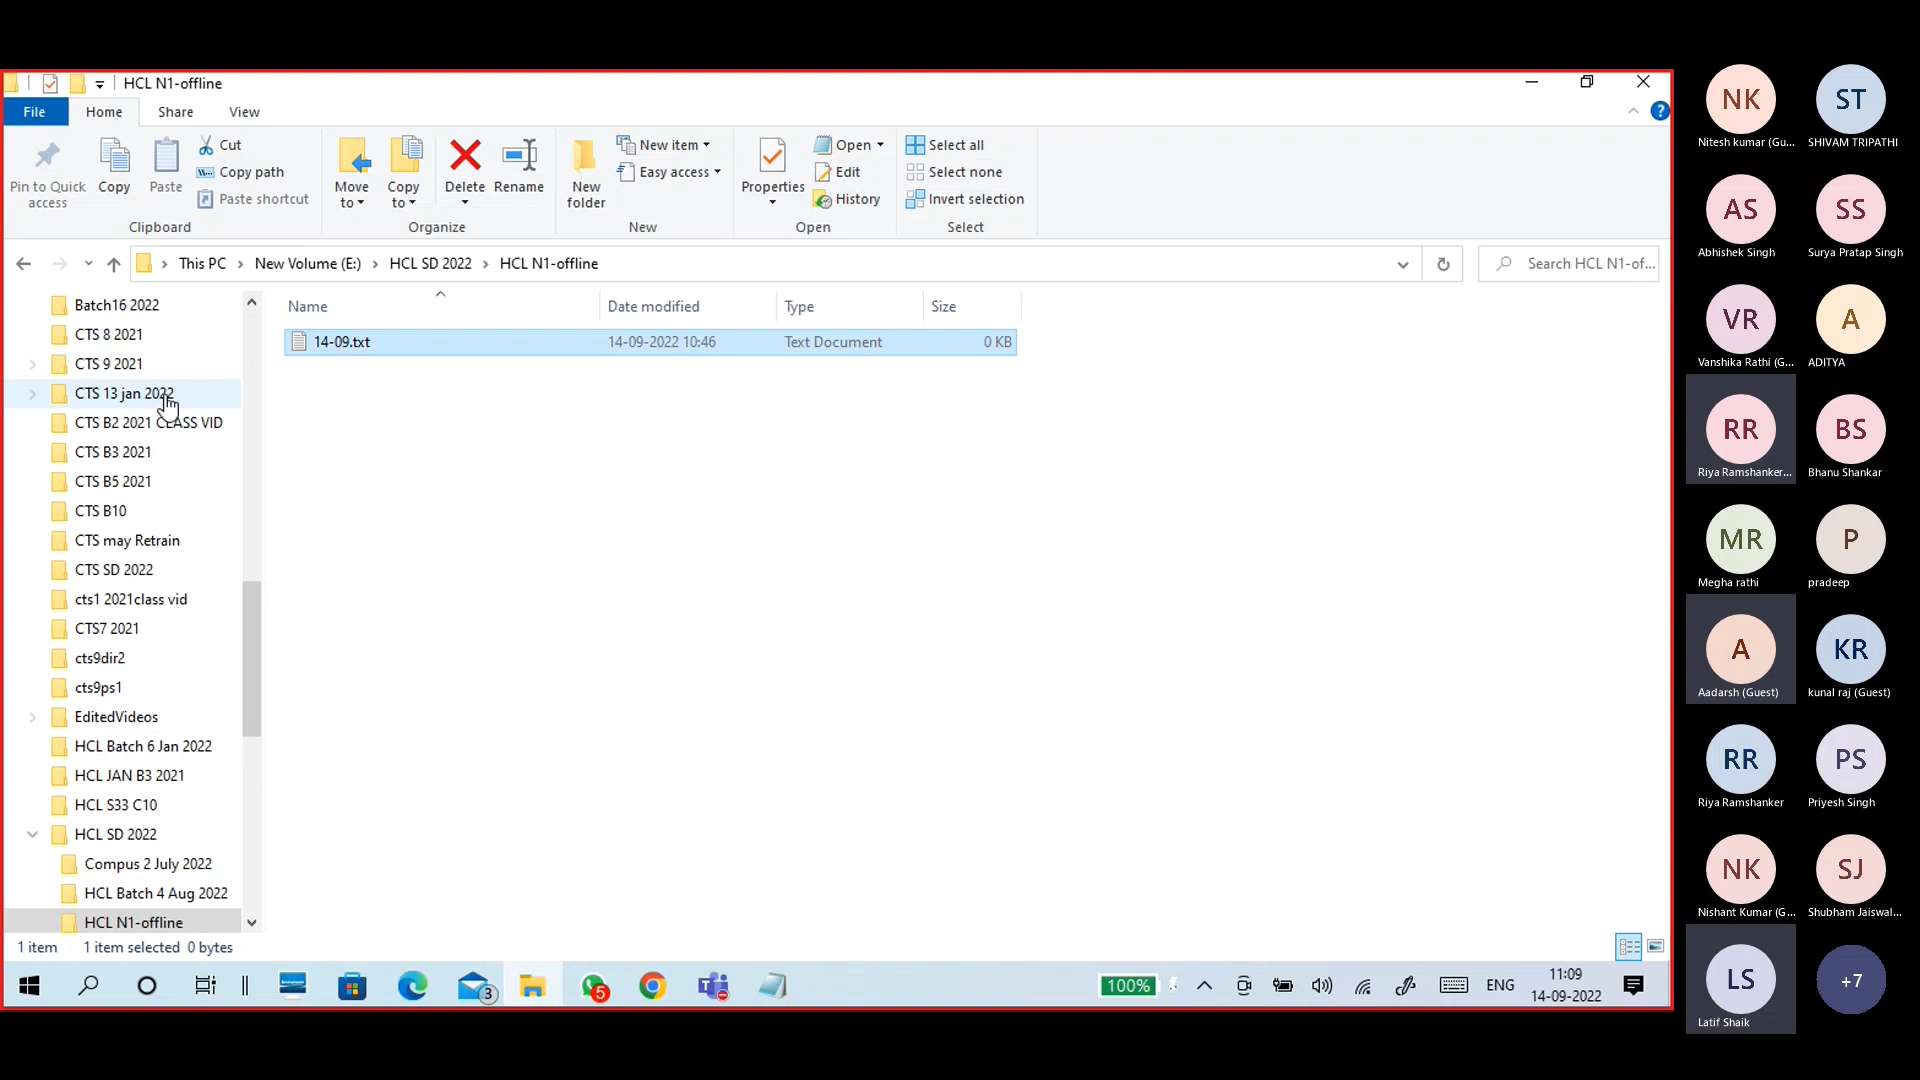 HCL N1-offline
File Home Share View
Pin to Quick access
Copy
Paste
Cut
Copy path
Paste shortcut
Clipboard
Move to
Copy to
Delete
Rename
Organize
New folder
New item
Easy access
New
Properties
Open
Edit
History
Open
Select all
Select none
Invert selection
Select
This PC > New Volume (E:) > HCL SD 2022 > HCL N1-offline
Search HCL N1-of...
Batch16 2022
CTS 8 2021
CTS 9 2021
CTS 13 jan 2022
CTS B2 2021 CLASS VID
CTS B3 2021
CTS B5 2021
CTS B10
CTS may Retrain
CTS SD 2022
cts1 2021class vid
CTS7 2021
cts9dir2
cts9ps1
EditedVideos
HCL Batch 6 Jan 2022
HCL JAN B3 2021
HCL S33 C10
HCL SD 2022
Compus 2 July 2022
HCL Batch 4 Aug 2022
HCL N1-offline
Name Date modified Type Size
14-09.txt 14-09-2022 10:46 Text Document 0 KB
1 item 1 item selected 0 bytes
3
5
100%
ENG
11:09
14-09-2022
NK
Nitesh kumar (Gu...
ST
SHIVAM TRIPATHI
AS
Abhishek Singh
SS
Surya Pratap Singh
VR
Vanshika Rathi (G...
A
ADITYA
RR
Riya Ramshanker...
BS
Bhanu Shankar
MR
Megha rathi
P
pradeep
A
Aadarsh (Guest)
KR
kunal raj (Guest)
RR
Riya Ramshanker
PS
Priyesh Singh
NK
Nishant Kumar (G...
SJ
Shubham Jaiswal...
LS
Latif Shaik
+7